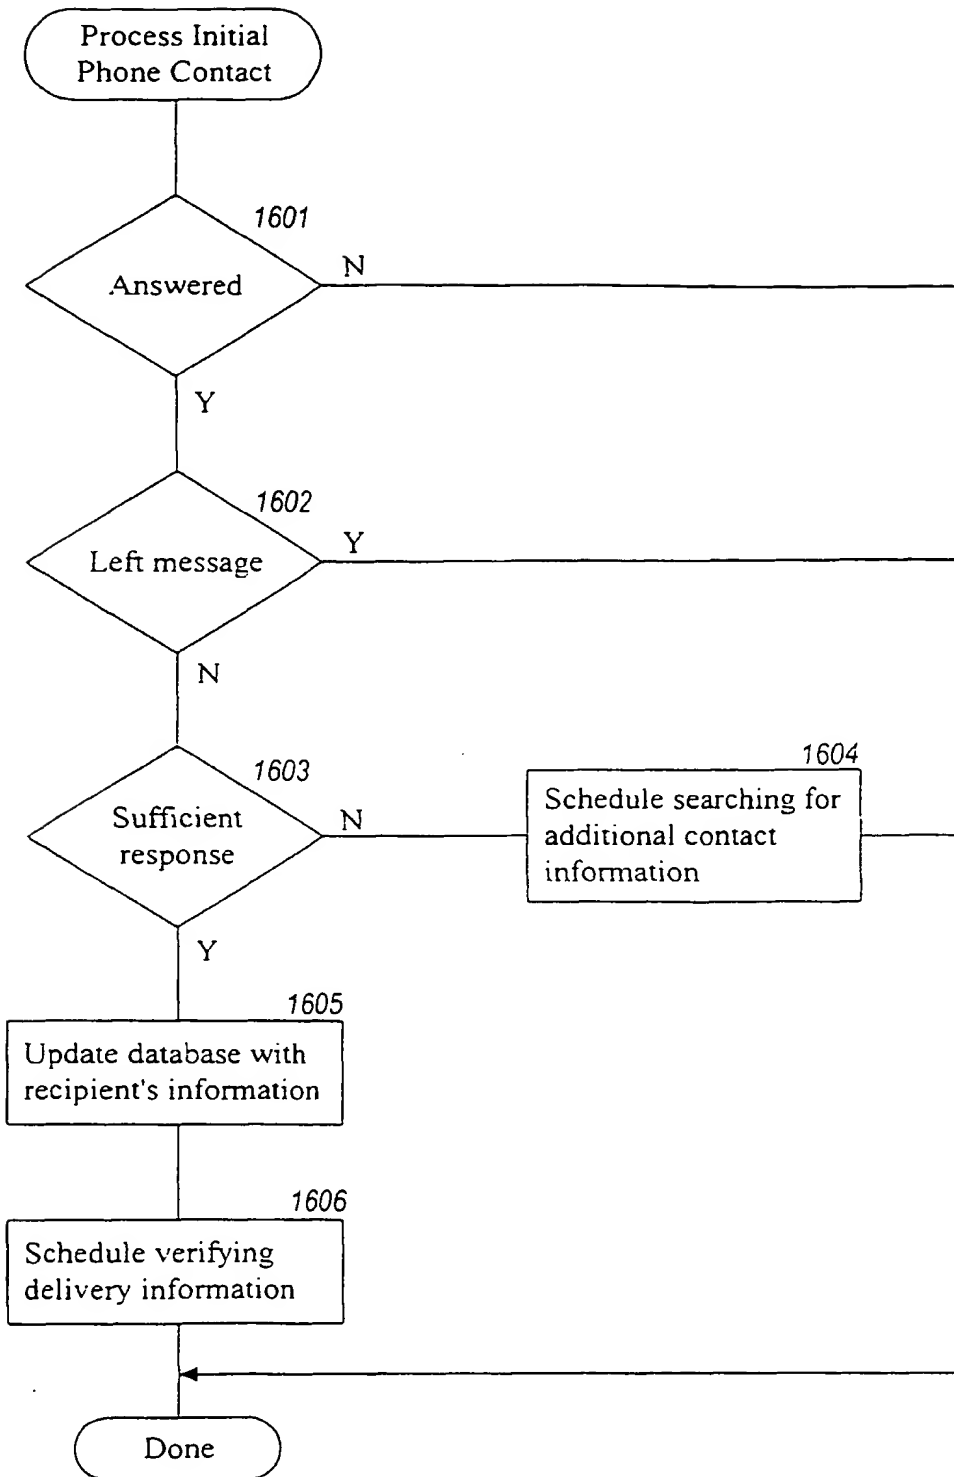 Process Initial
Phone Contact
1601
Answered
N
Y
1602
Left message
Y
N
1603
Sufficient
response
N
1604
Schedule searching for
additional contact
information
Y
1605
Update database with
recipient's information
1606
Schedule verifying
delivery information
Done